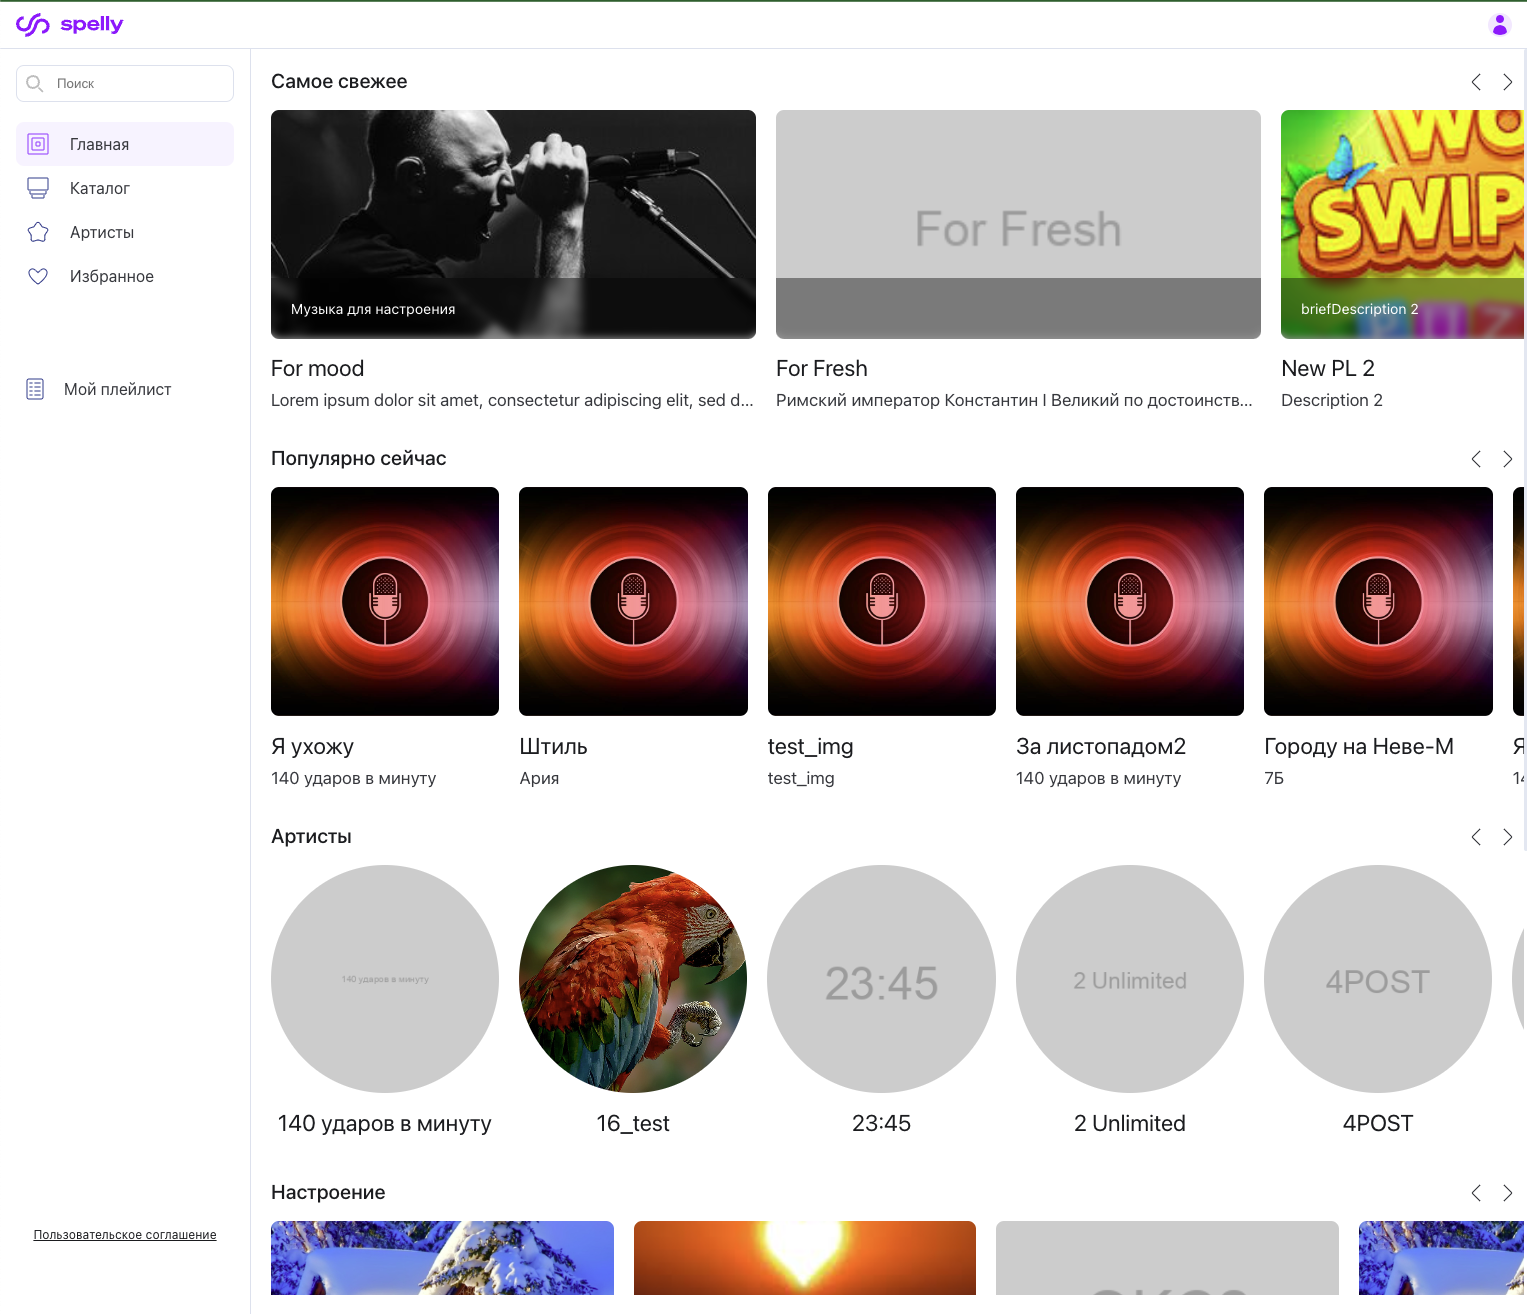 spelly
Поиск
Главная
Каталог
Артисты
Избранное
Мой плейлист
Пользовательское соглашение
Самое свежее
SWIP
For Fresh
Музыка для настроения
briefDescription 2
For mood
For Fresh
New PL 2
Lorem ipsum dolor sit amet, consectetur adipiscing elit, sed d...
Римский император Константин I Великий по достоинств...
Description 2
Популярно сейчас
Я ухожу
Штиль
test_img
За листопадом2
Городу на Неве-М
140 ударов в минуту
Ария
test_img
140 ударов в минуту
7Б
Артисты
140 ударов в минуту
23:45
2 Unlimited
4POST
140 ударов в минуту
16_test
23:45
2 Unlimited
4POST
Настроение